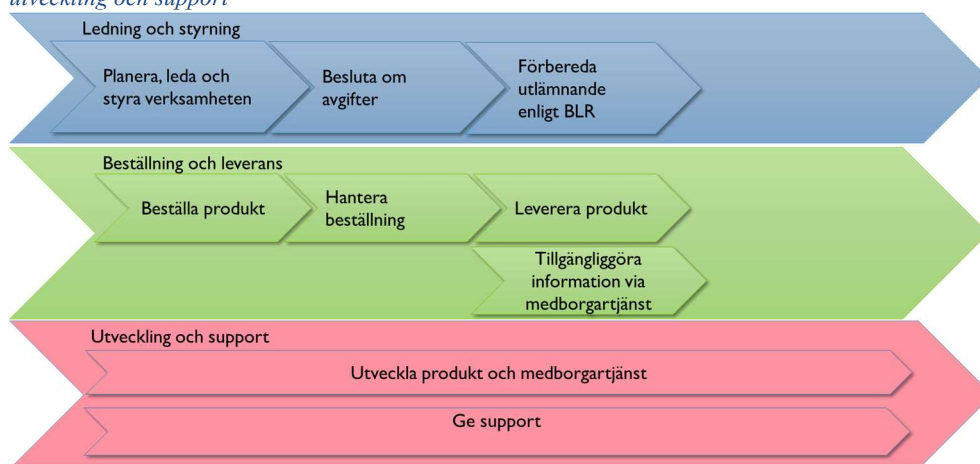 utveckling och support
Ledning och styrning
Planera, leda och
styra verksamheten
Besluta om
avgifter
Förbereda
utlämnande
enligt BLR
Beställning och leverans
Beställa produkt
Hantera
beställning
Leverera produkt
Tillgängliggöra
information via
medborgartjänst
Utveckling och support
Utveckla produkt och medborgartjänst
Ge support